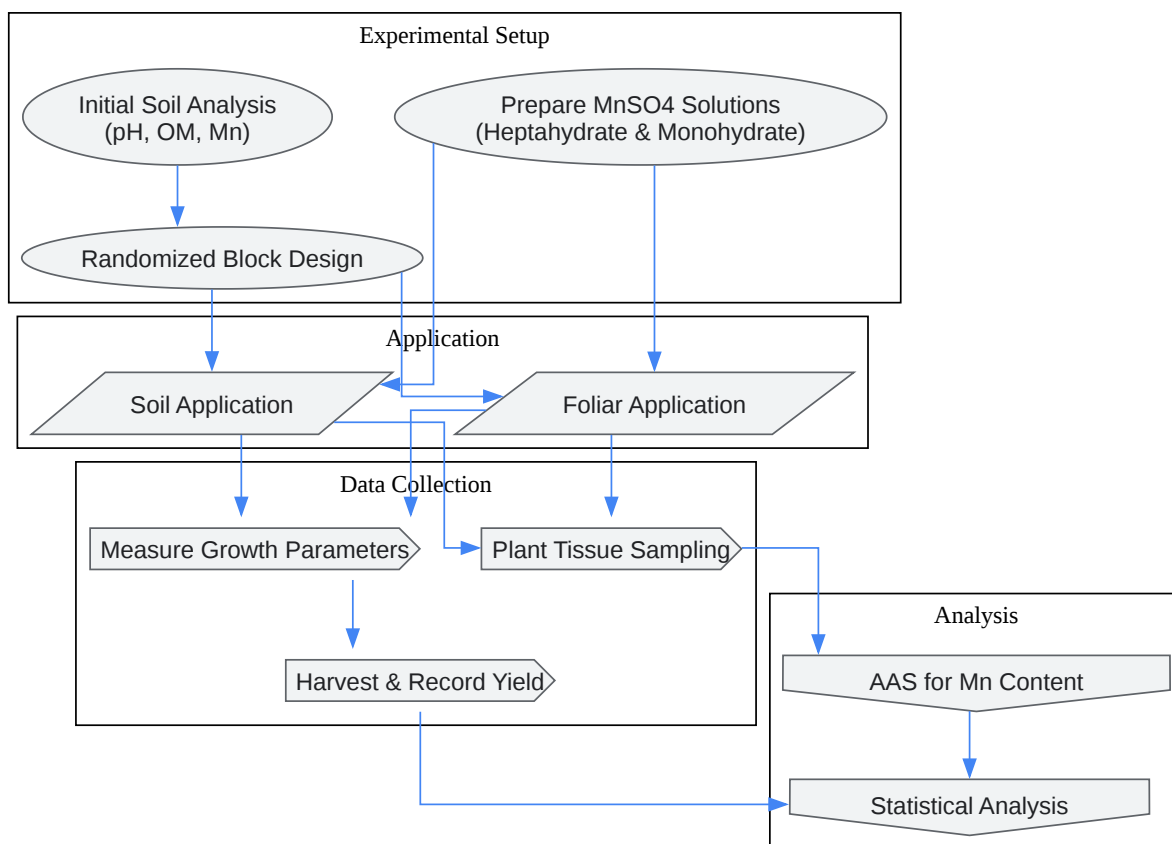 Experimental Setup
Initial Soil Analysis
(pH, OM, Mn)
Prepare MnSO4 Solutions
(Heptahydrate & Monohydrate)
Randomized Block Design
Application
Soil Application
Foliar Application
Data Collection
Measure Growth Parameters
Plant Tissue Sampling
Harvest & Record Yield
Analysis
AAS for Mn Content
Statistical Analysis